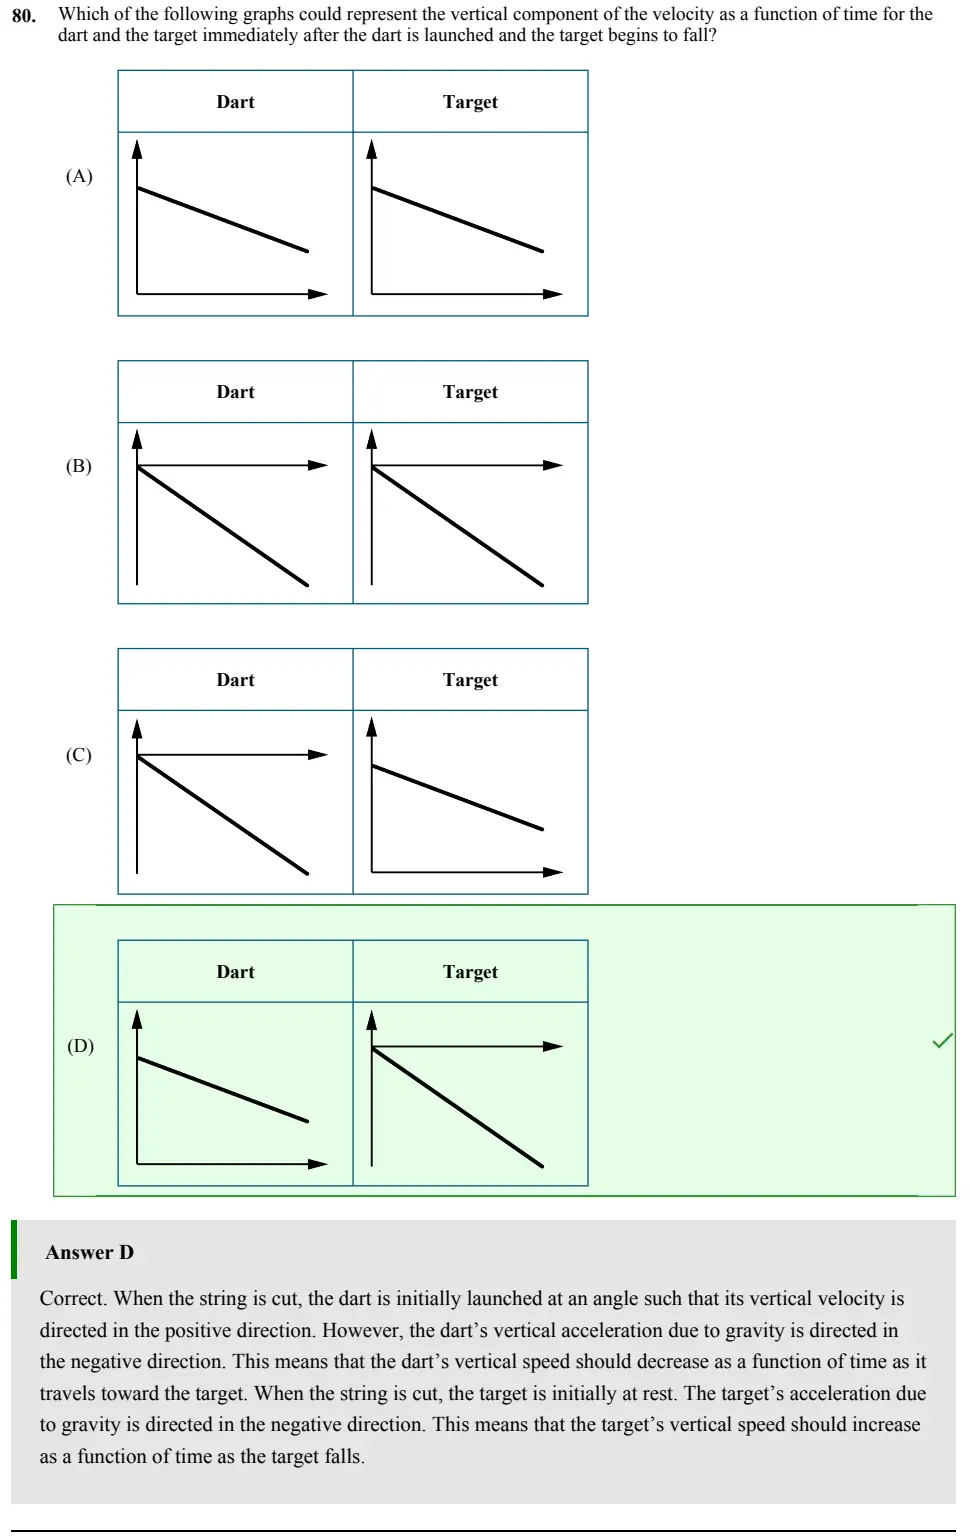 80. Which of the following graphs could represent the vertical component of the velocity as a function of time for the
dart and the target immediately after the dart is launched and the target begins to fall?
Dart Target
(A)
Dart Target
(B)
Dart Target
(C)
Dart Target
(D)
Answer D
Correct. When the string is cut, the dart is initially launched at an angle such that its vertical velocity is
directed in the positive direction. However, the dart’s vertical acceleration due to gravity is directed in
the negative direction. This means that the dart’s vertical speed should decrease as a function of time as it
travels toward the target. When the string is cut, the target is initially at rest. The target’s acceleration due
to gravity is directed in the negative direction. This means that the target’s vertical speed should increase
as a function of time as the target falls.